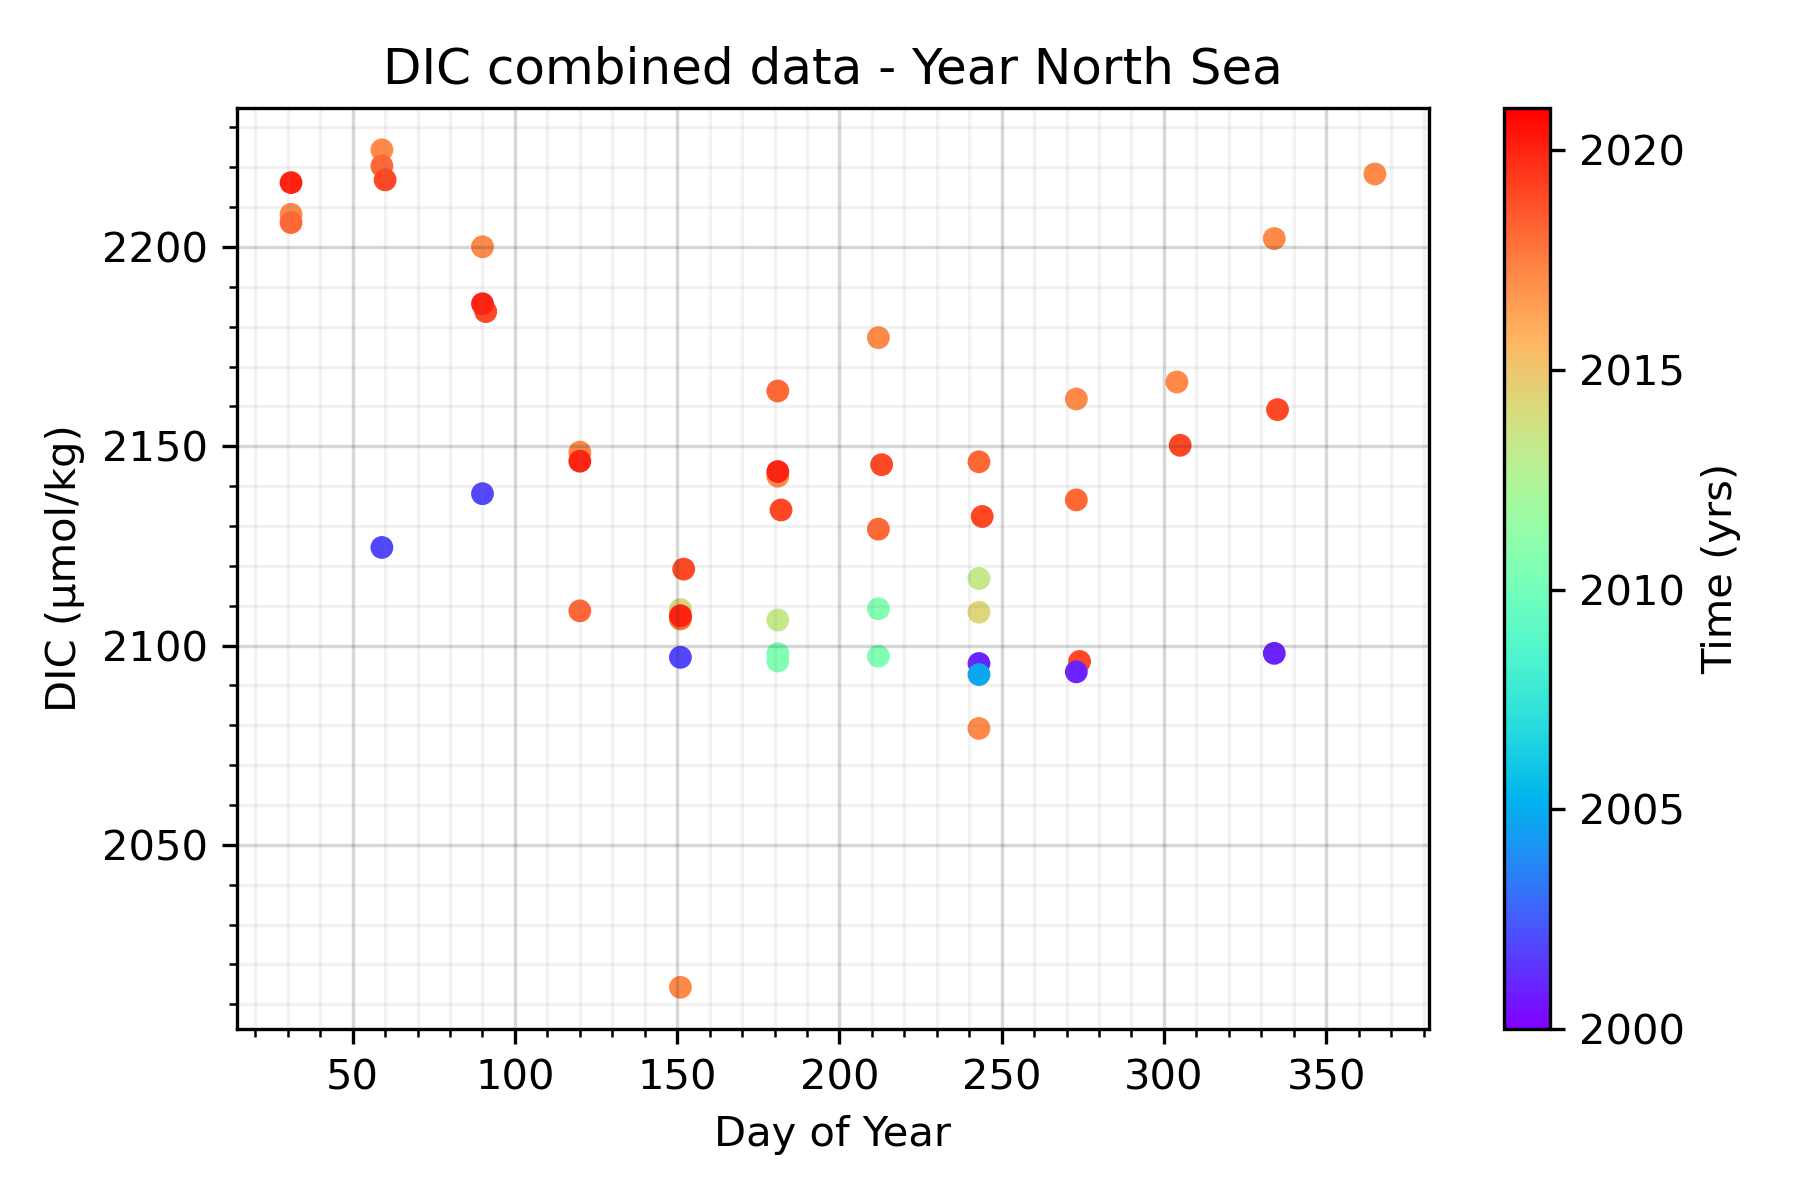 DIC combined data - Year North Sea
DIC (μmol/kg)
2200
2150
2100
2050
50 100 150 200 250 300 350
Day of Year
2020
2015
2010
2005
2000
Time (yrs)